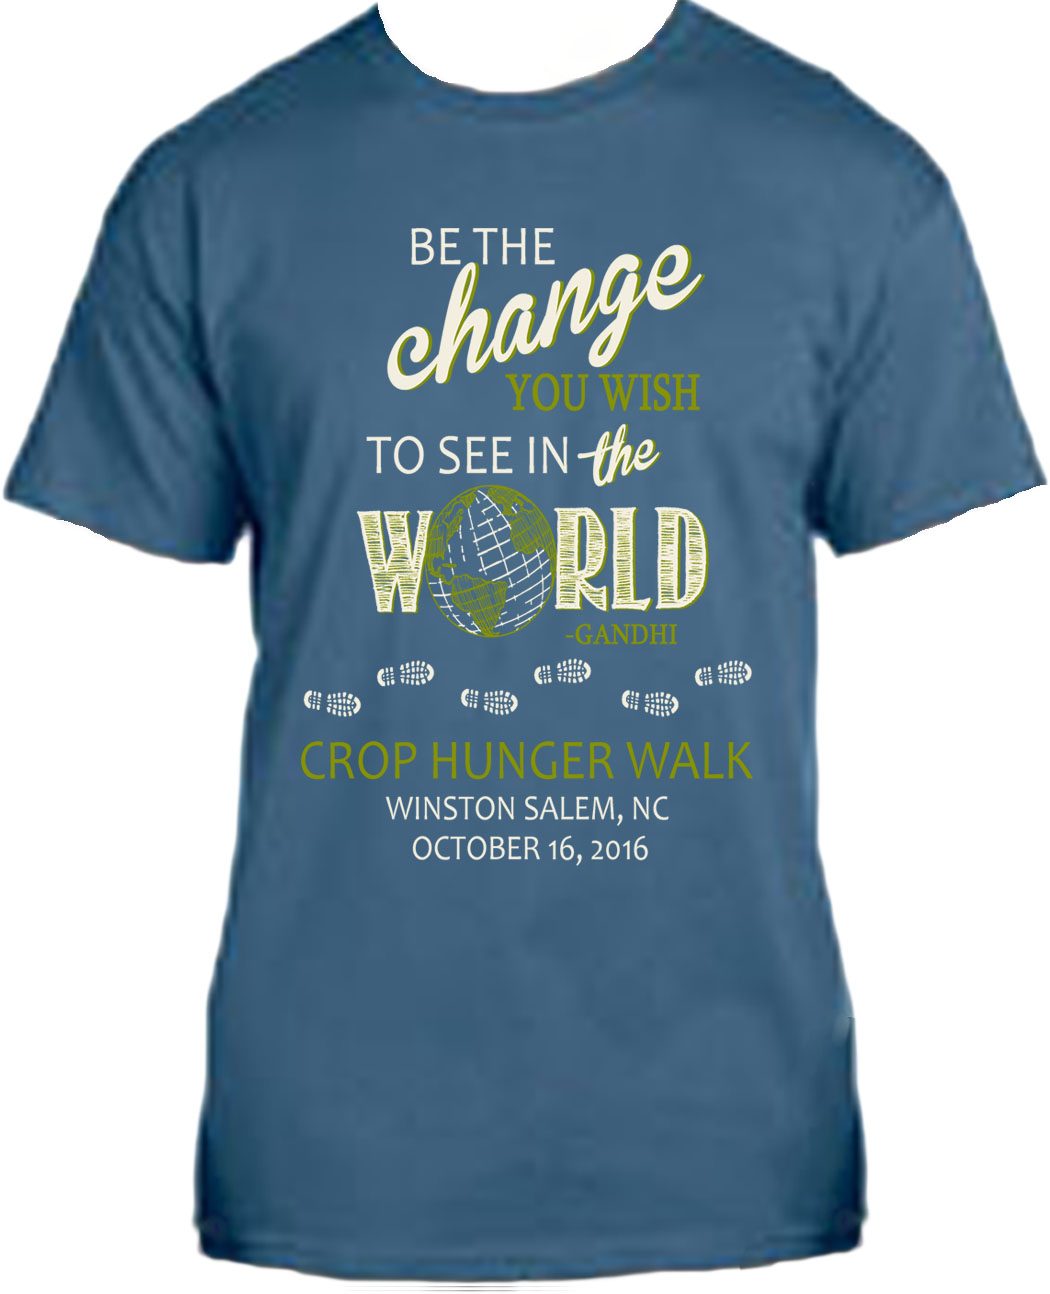 BE THE
change
YOU WISH
TO SEE IN the
WORLD
-GANDHI
CROP HUNGER WALK
WINSTON SALEM, NC
OCTOBER 16, 2016